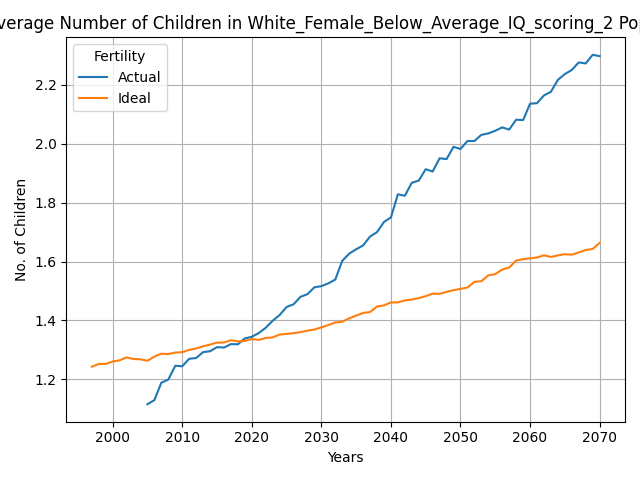 verage Number of Children in White_Female_Below_Average_IQ_scoring_2 Po
Fertility
Actual
Ideal
No. of Children
2.2
2.0
1.8
1.6
1.4
1.2
2000 2010 2020 2030 2040 2050 2060 2070
Years